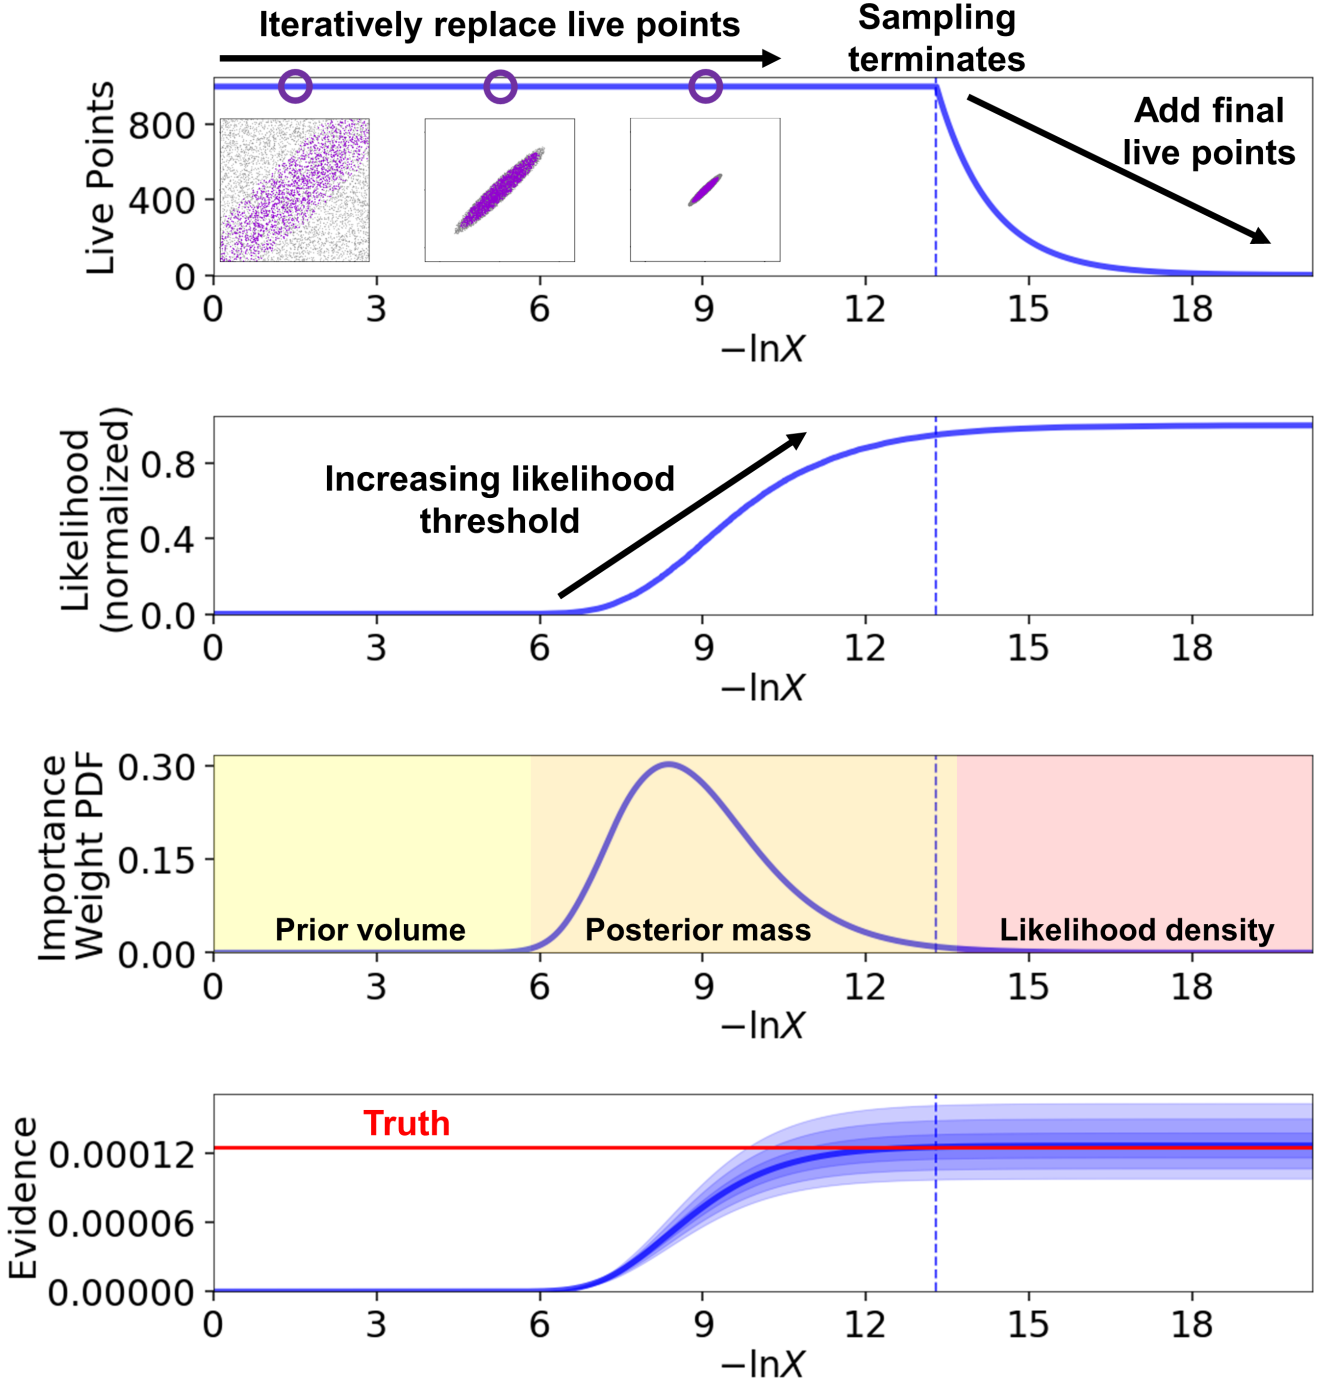 Iteratively replace live points
Sampling
terminates
Add final
live points
Live Points
800
400
0
0 3 6 9 12 15 18
−lnX
Increasing likelihood
threshold
Likelihood
(normalized)
0.8
0.4
0.0
0 3 6 9 12 15 18
−lnX
Importance
Weight PDF
0.30
0.15
0.00
Prior volume
Posterior mass
Likelihood density
0 3 6 9 12 15 18
−lnX
Truth
Evidence
0.00012
0.00006
0.00000
0 3 6 9 12 15 18
−lnX